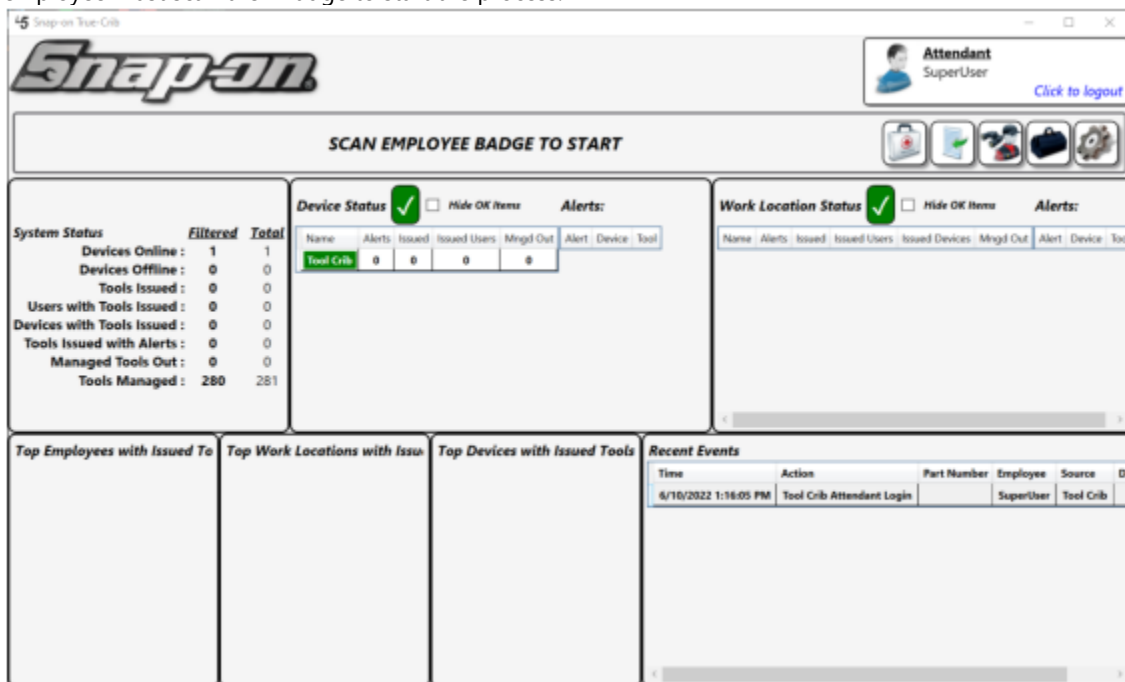 Snap-on True-Crib
Snap-on
Attendant
SuperUser
Click to logout
SCAN EMPLOYEE BADGE TO START
System Status Filtered Total
Devices Online : 1 1
Devices Offline : 0 0
Tools Issued : 0 0
Users with Tools Issued : 0 0
Devices with Tools Issued : 0 0
Tools Issued with Alerts : 0 0
Managed Tools Out : 0 0
Tools Managed : 280 281
Device Status Hide OK Items Alerts:
Name Alerts Issued Issued Users Mngd Out Alert Device Tool
Tool Crib 0 0 0 0
Work Location Status Hide OK Items Alerts:
Name Alerts Issued Issued Users Issued Devices Mngd Out Alert Device Too
Top Employees with Issued To
Top Work Locations with Issu
Top Devices with Issued Tools
Recent Events
Time Action Part Number Employee Source D
6/10/2022 1:16:05 PM Tool Crib Attendant Login SuperUser Tool Crib